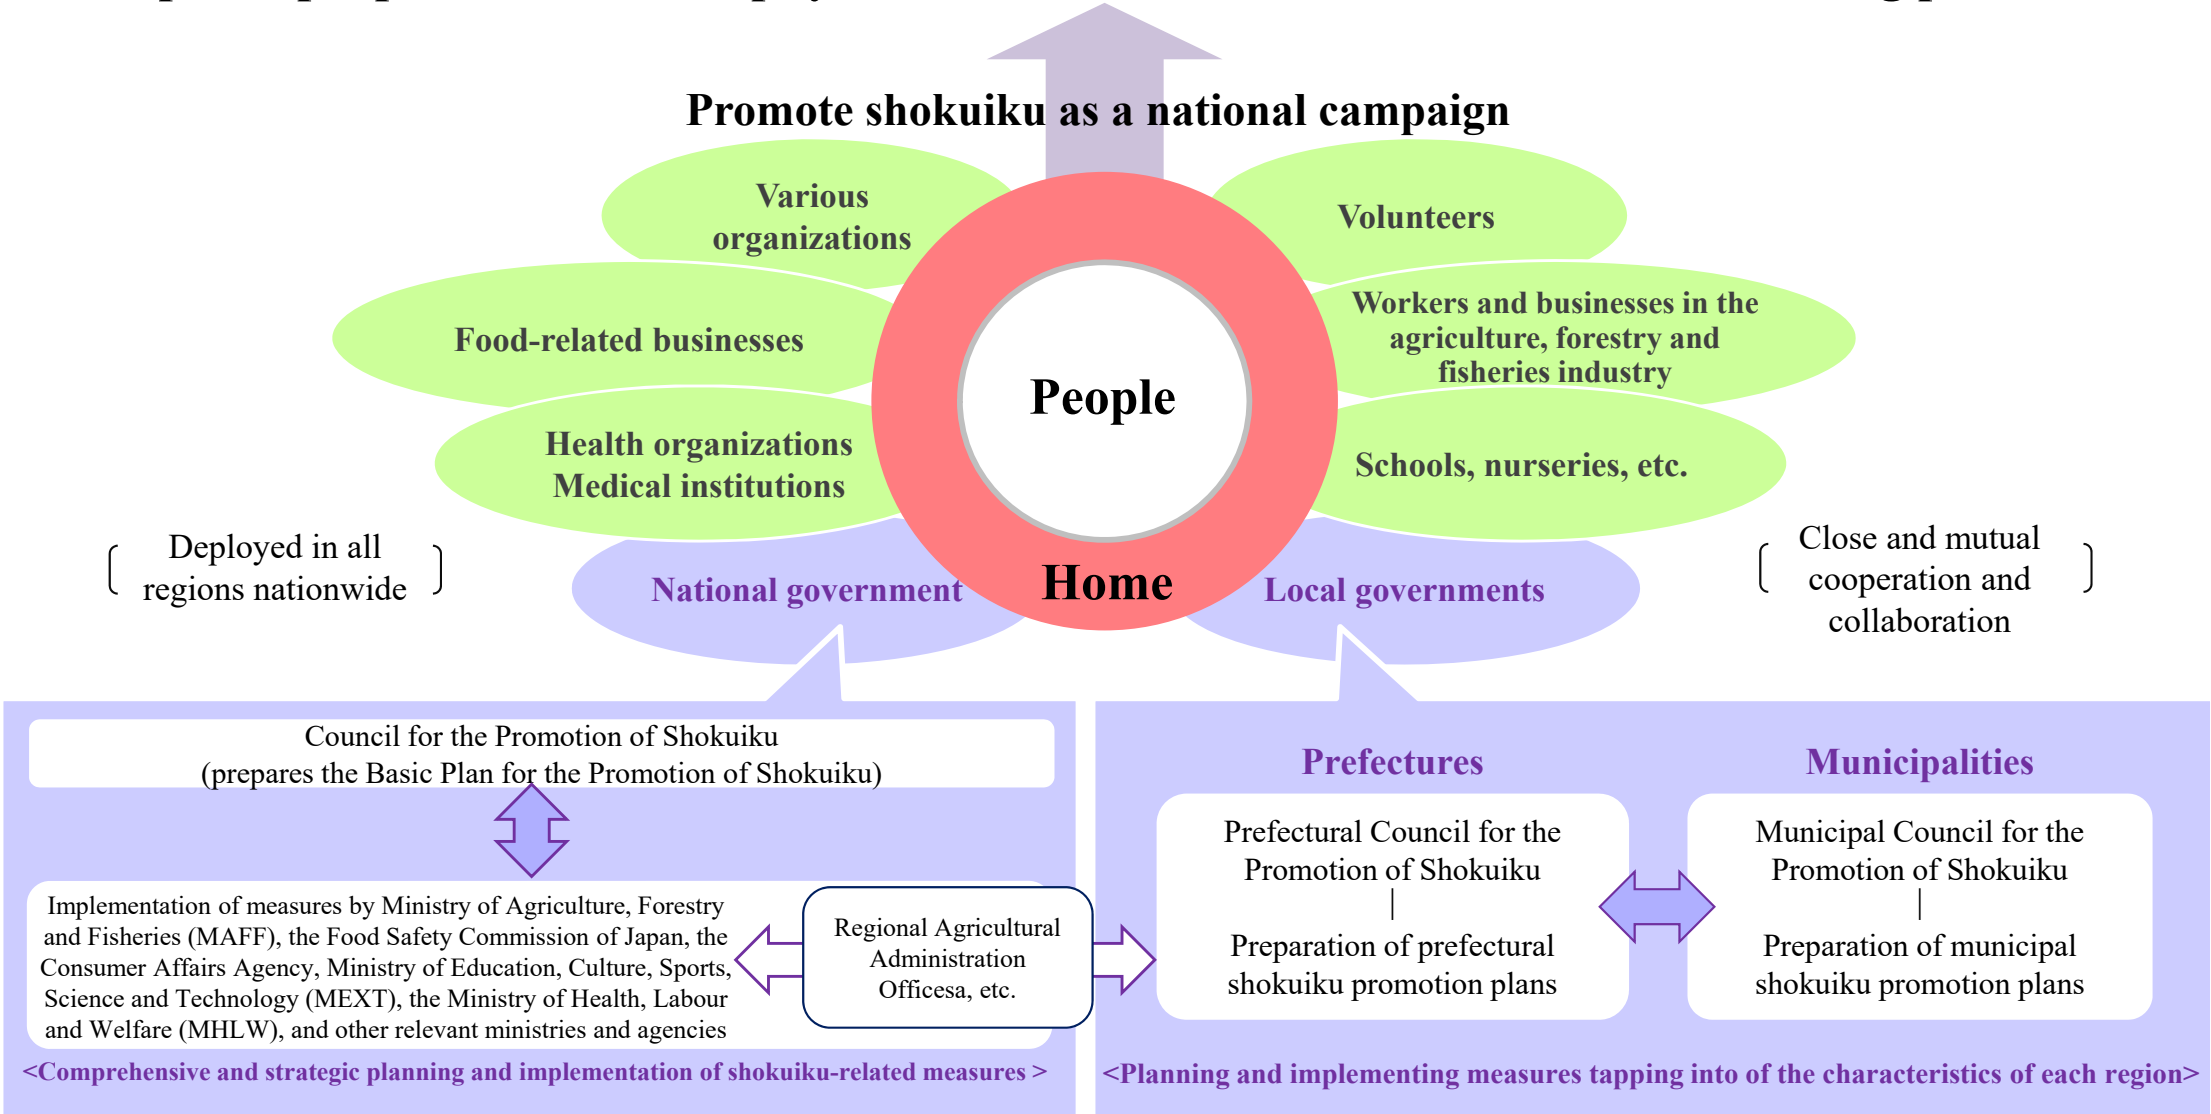 Promote shokuiku as a national campaign
Various
organizations
Volunteers
Food-related businesses
Workers and businesses in the
agriculture, forestry and
fisheries industry
People
Health organizations
Medical institutions
Schools, nurseries, etc.
Deployed in all
regions nationwide
National government
Home
Local governments
Close and mutual
cooperation and
collaboration
Council for the Promotion of Shokuiku
(prepares the Basic Plan for the Promotion of Shokuiku)
Implementation of measures by Ministry of Agriculture, Forestry
and Fisheries (MAFF), the Food Safety Commission of Japan, the
Consumer Affairs Agency, Ministry of Education, Culture, Sports,
Science and Technology (MEXT), the Ministry of Health, Labour
and Welfare (MHLW), and other relevant ministries and agencies
<Comprehensive and strategic planning and implementation of shokuiku-related measures >
Regional Agricultural
Administration
Officesa, etc.
Prefectures
Prefectural Council for the
Promotion of Shokuiku
Preparation of prefectural
shokuiku promotion plans
Municipalities
Municipal Council for the
Promotion of Shokuiku
Preparation of municipal
shokuiku promotion plans
<Planning and implementing measures tapping into of the characteristics of each region>